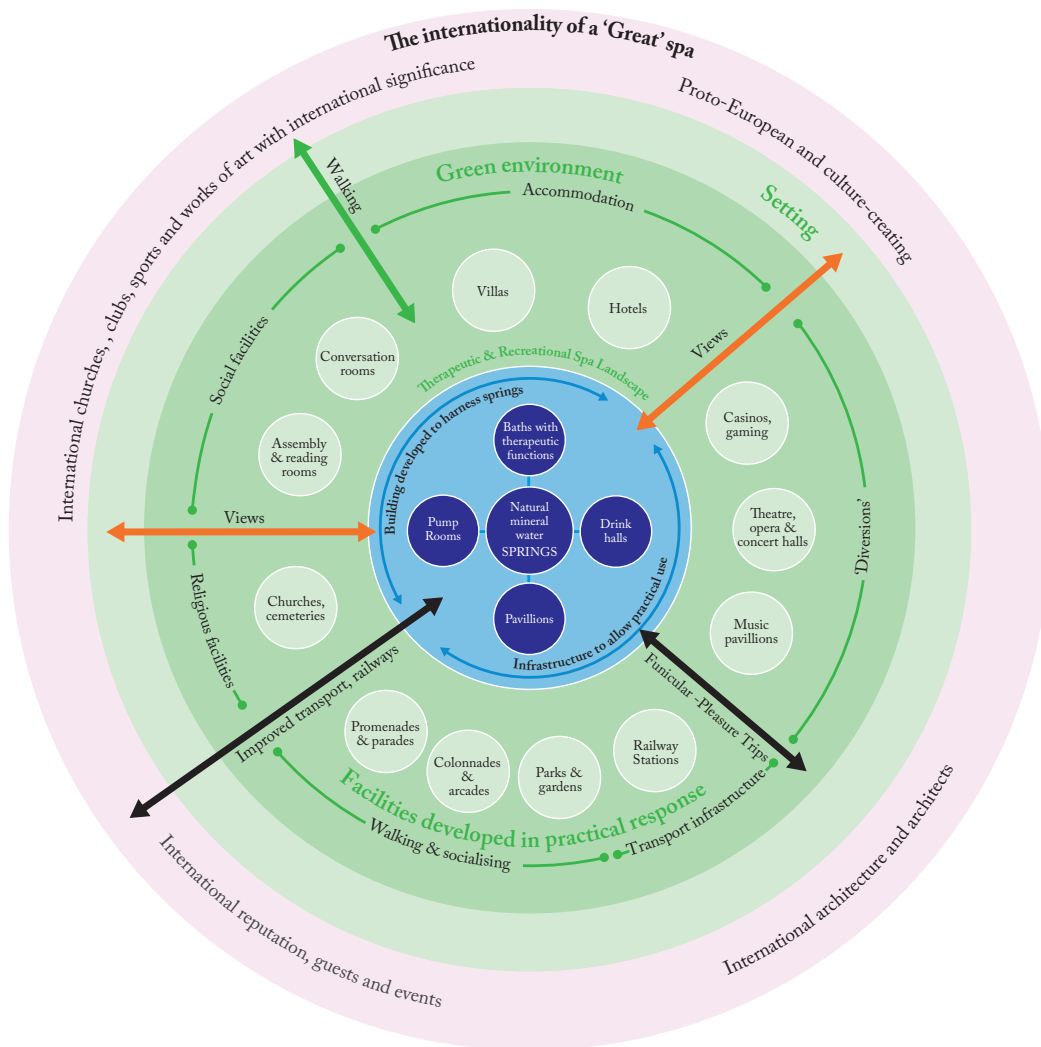 The internationality of a ‘Great’ spa
International churches, , clubs, sports and works of art with international significance
Proto-European and culture-creating
Setting
Green environment
Accommodation
Walking
Social facilities
Villas
Hotels
Views
Conversation
rooms
Therapeutic & Recreational Spa Landscape
Building developed to harness springs
Baths with
therapeutic
functions
Casinos,
gaming
Assembly
& reading
rooms
Views
Pump
Rooms
Natural
mineral
water
SPRINGS
Drink
halls
Theatre,
opera &
concert halls
‘Diversions’
Religious facilities
Churches,
cemeteries
Pavillions
Infrastructure to allow practical use
Music
pavillions
Improved transport, railways
Funicular -Pleasure Trips
Promenades
& parades
Colonnades
&
arcades
Parks &
gardens
Railway
Stations
Facilities developed in practical response
Walking & socialising
Transport infrastructure
International reputation, guests and events
International architecture and architects